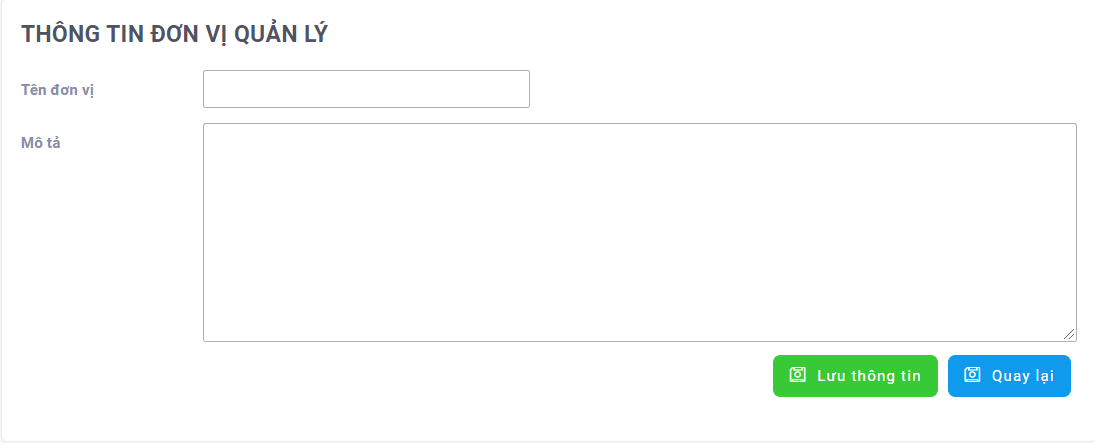 THÔNG TIN ĐƠN VỊ QUẢN LÝ
Tên đơn vị
Mô tả
Lưu thông tin
Quay lại